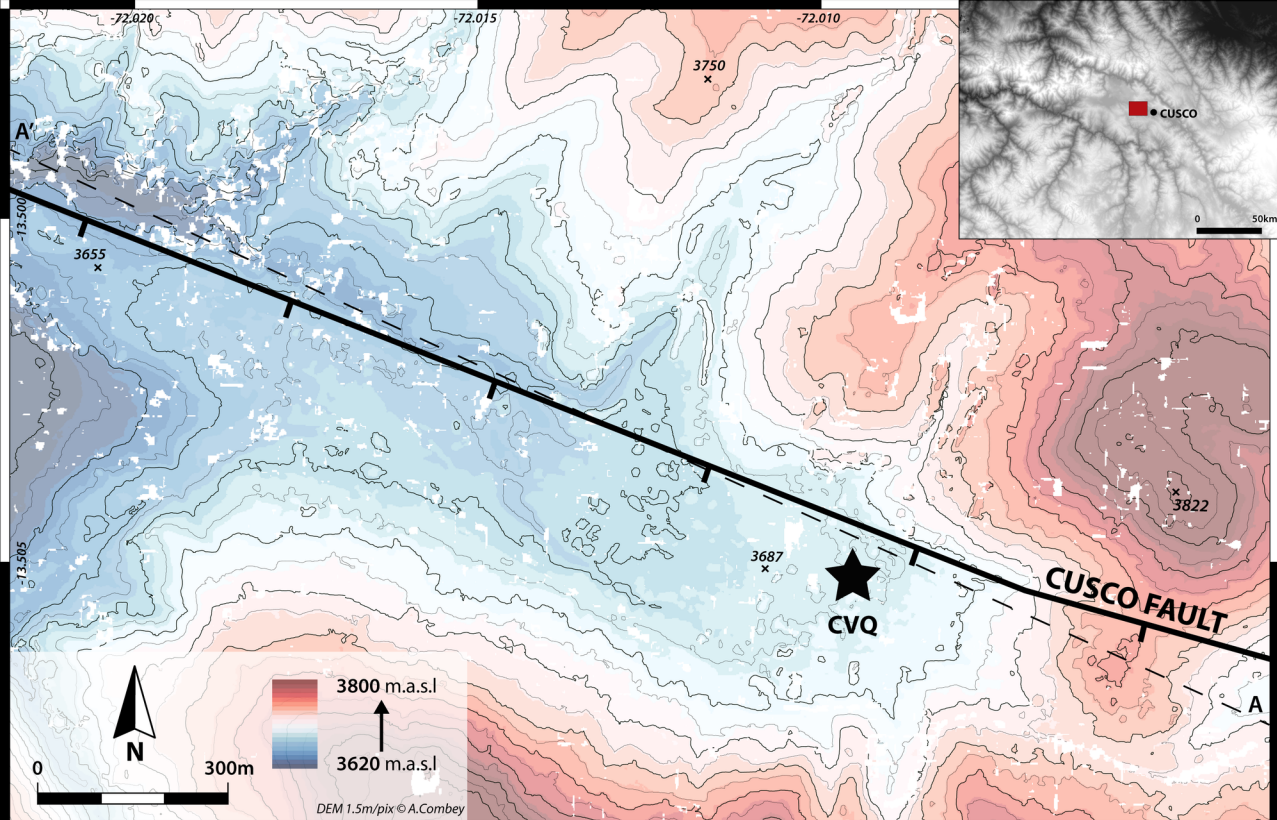 -72.020
-72.015
-72.010
3750
CUSCO
0
50km
A'
-13.500
3655
3822
3687
-13.505
CVQ
CUSCO FAULT
A
3800 m.a.s.l
3620 m.a.s.l
N
0
300m
DEM 1.5m/pix © A.Combey